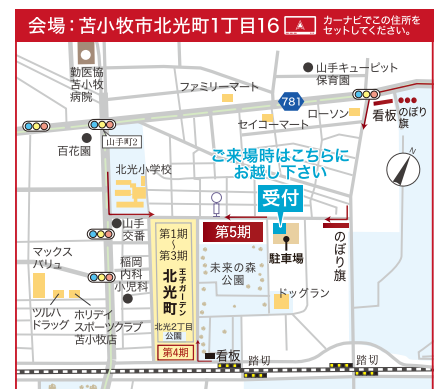 会場：苫小牧市北光町1丁目16
カーナビでこの住所を
セットしてください。
勤医協
苫小牧
病院
ファミリーマート
山手キューピット
保育園
781
ローソン
セイコーマート
看板
のぼり
旗
山手町2
百花園
北光小学校
ご来場時はこちらに
お越し下さい
受付
N
山手
交番
第1期
〜
第3期
王子ガーデン
北光町
北光2丁目
公園
第4期
第5期
未来の森
公園
駐車場
のぼり旗
ドッグラン
マックス
バリュ
稲岡
内科
小児科
ツルハ
ドラッグ
ホリデイ
スポーツクラブ
苫小牧店
看板
踏切
踏切